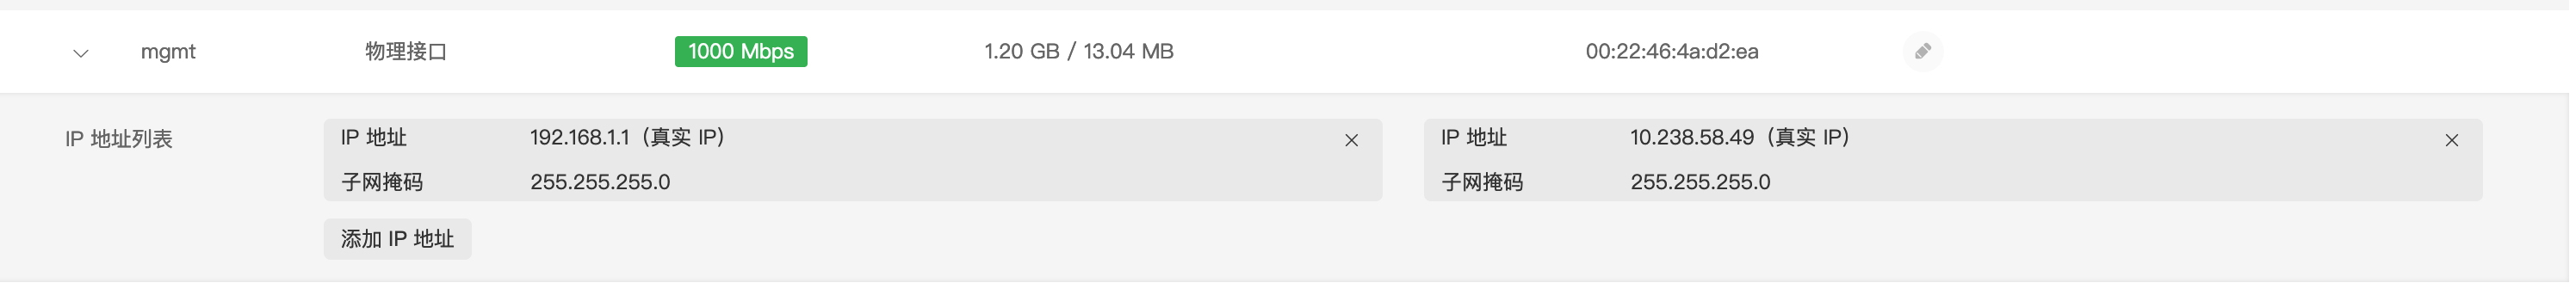 mgmt 物理接口 1000 Mbps 1.20 GB / 13.04 MB 00:22:46:4a:d2:ea
IP 地址列表
IP 地址 192.168.1.1（真实 IP）
子网掩码 255.255.255.0
IP 地址 10.238.58.49（真实 IP）
子网掩码 255.255.255.0
添加 IP 地址